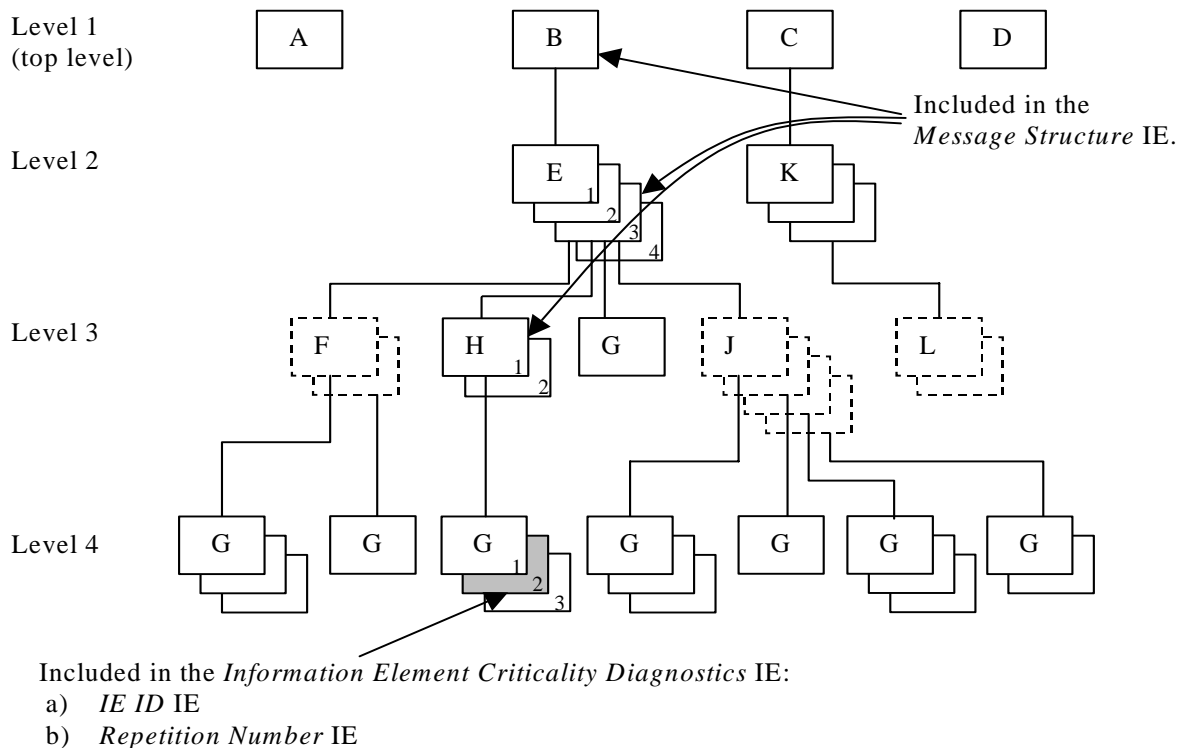 Level 1
(top level)
A
B
C
D
Included in the
Message Structure IE.
Level 2
E
1
2
3
4
K
Level 3
F
H
1
2
G
J
L
Level 4
G
G
G
1
2
3
G
G
G
G
Included in the Information Element Criticality Diagnostics IE:
a) IE ID IE
b) Repetition Number IE